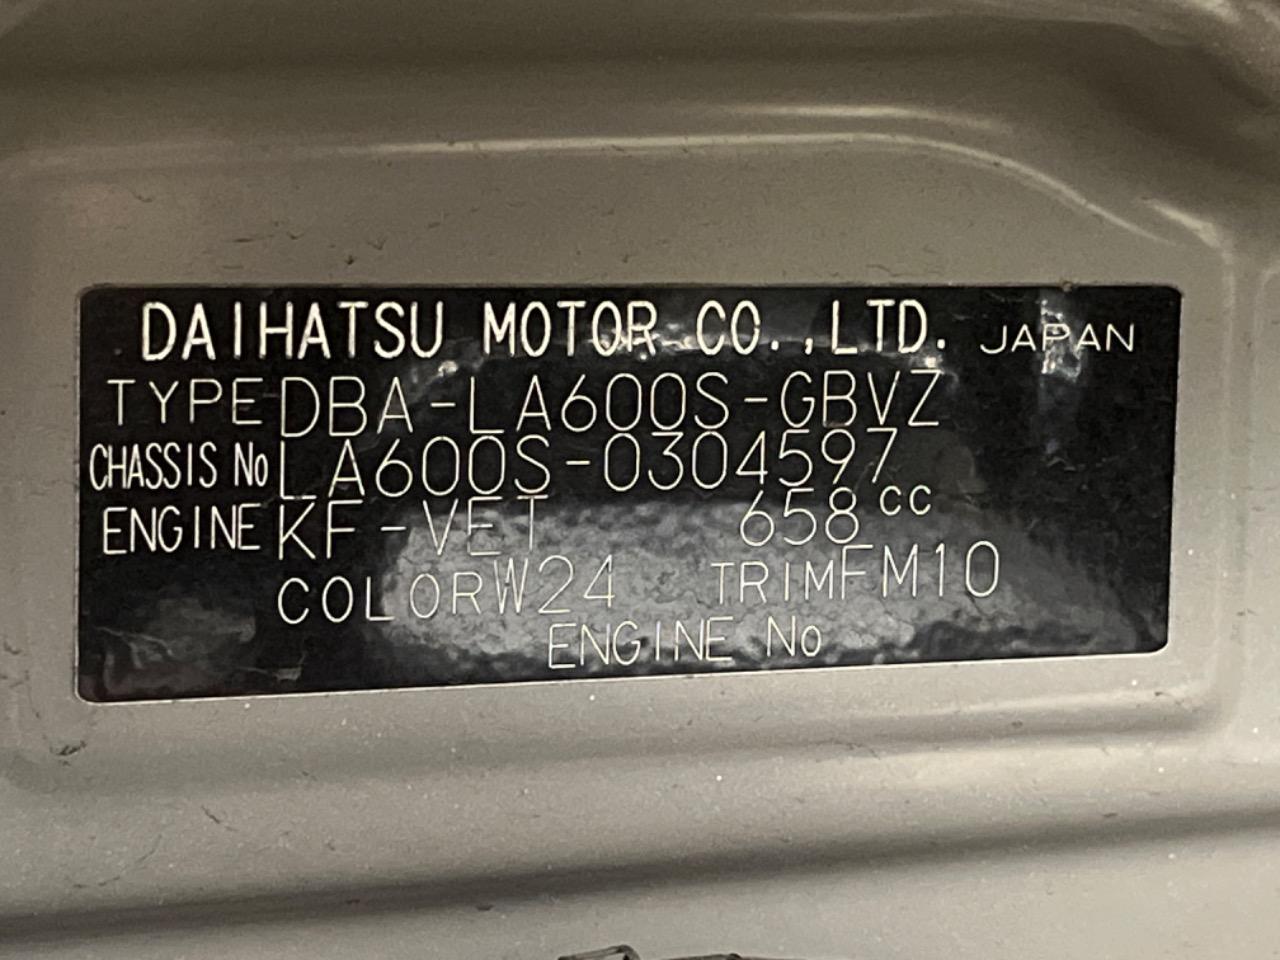 DAIHATSU MOTOR CO.,LTD. JAPAN
TYPE DBA-LA600S-GBVZ
CHASSIS No LA600S-0304597
ENGINE KF-VET 658cc
COLOR W24 TRIM FM10
ENGINE No